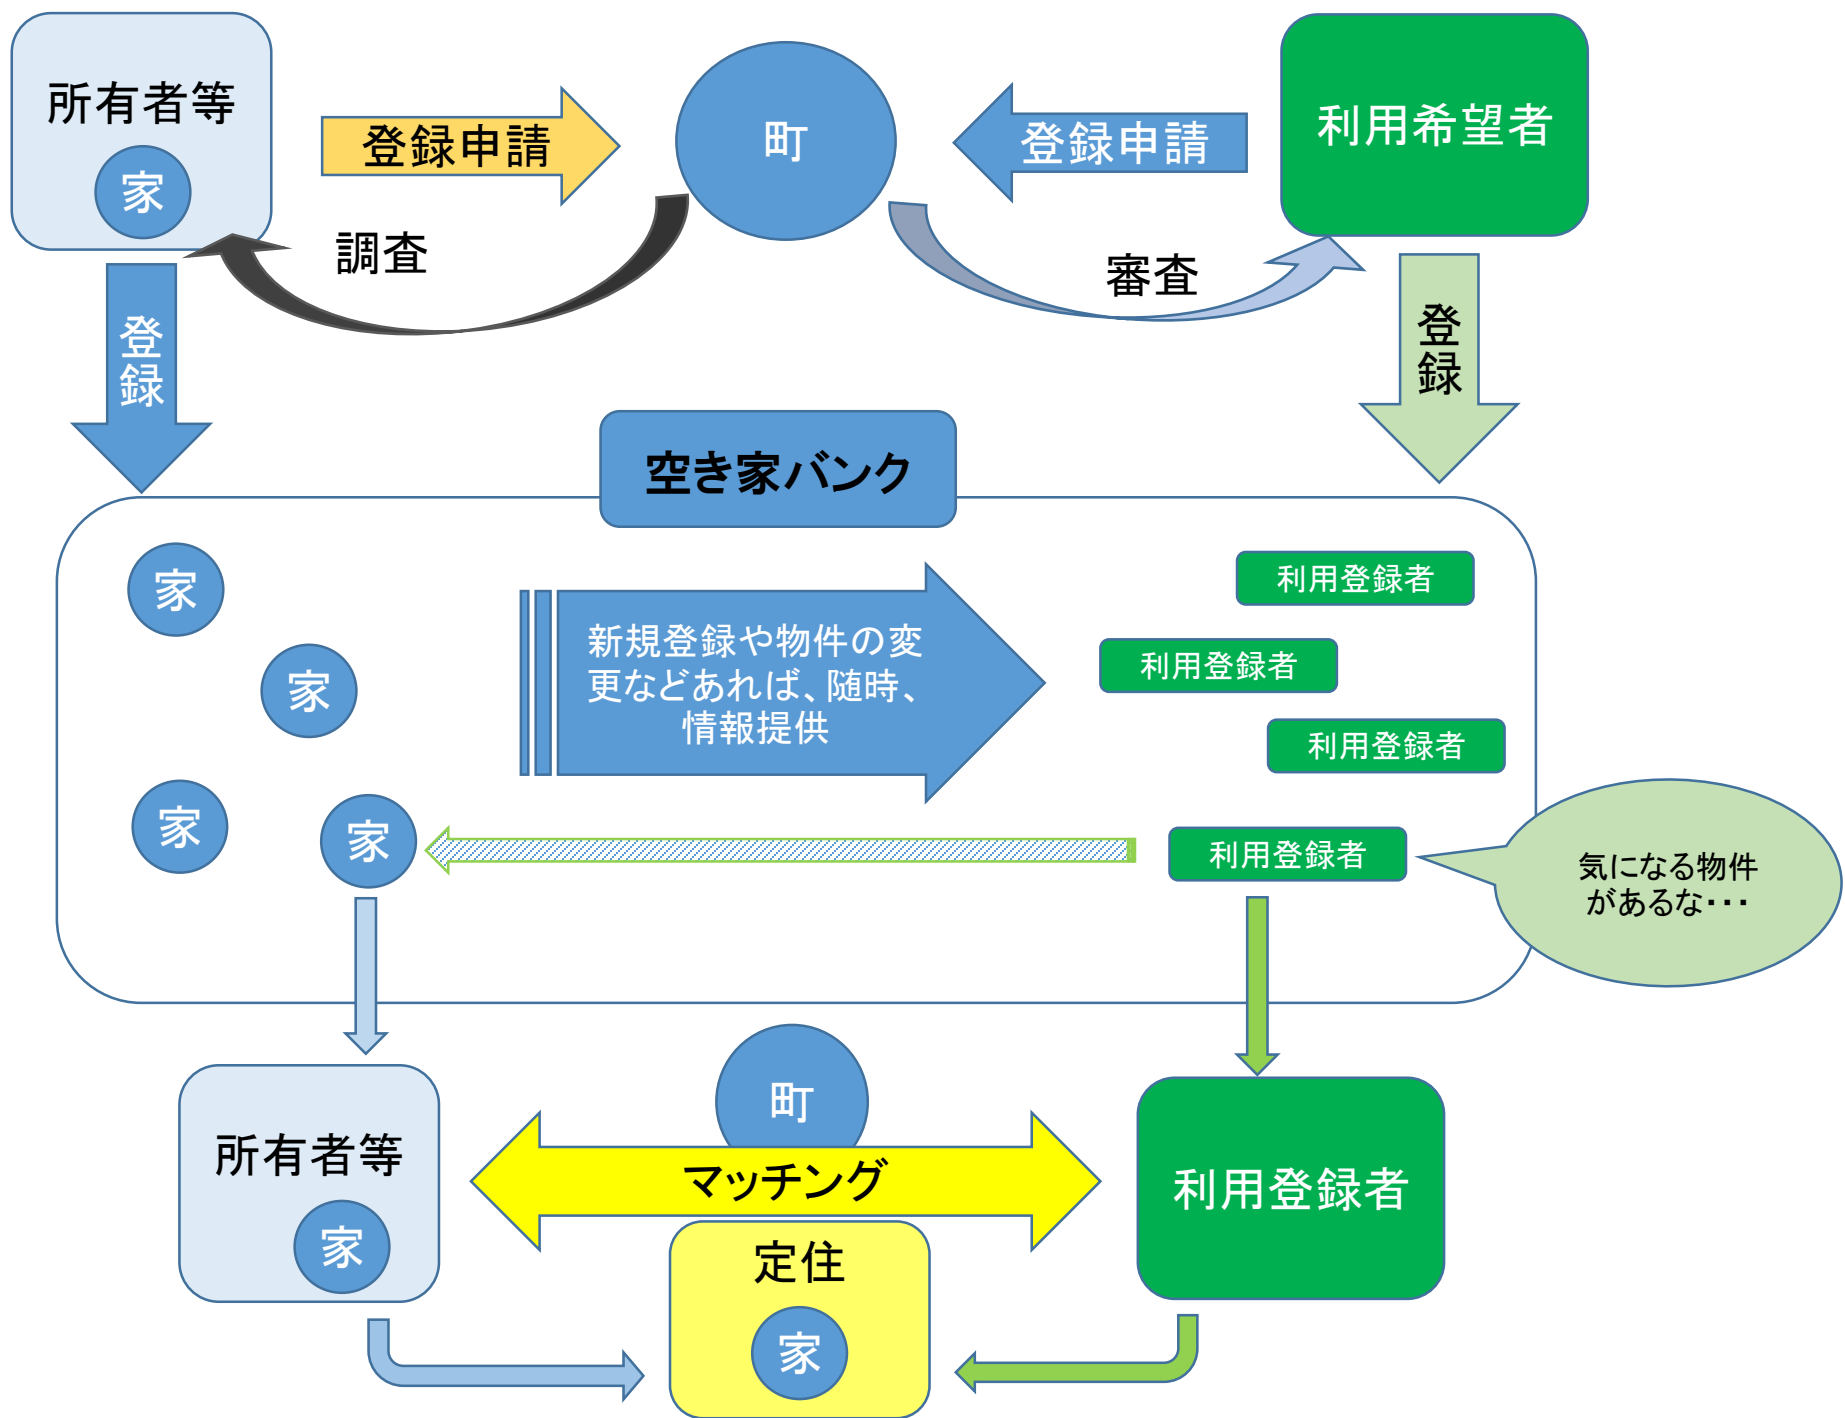 所有者等
家
登録申請
町
登録申請
利用希望者
調査
審査
登録
登録
空き家バンク
家
家
家
家
新規登録や物件の変
更などあれば、随時、
情報提供
利用登録者
利用登録者
利用登録者
利用登録者
気になる物件
があるな・・・
所有者等
家
町
マッチング
利用登録者
定住
家